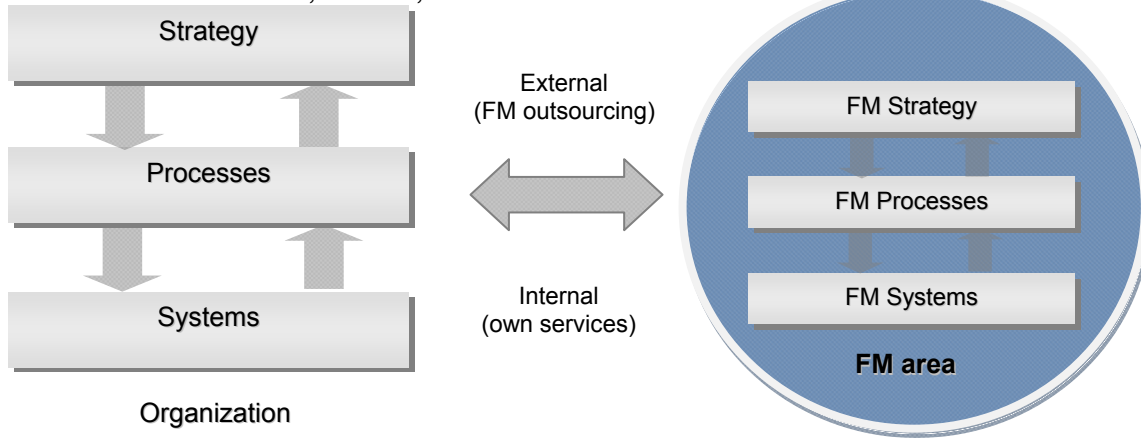 Strategy
Processes
Systems
Organization
External
(FM outsourcing)
Internal
(own services)
FM Strategy
FM Processes
FM Systems
FM area